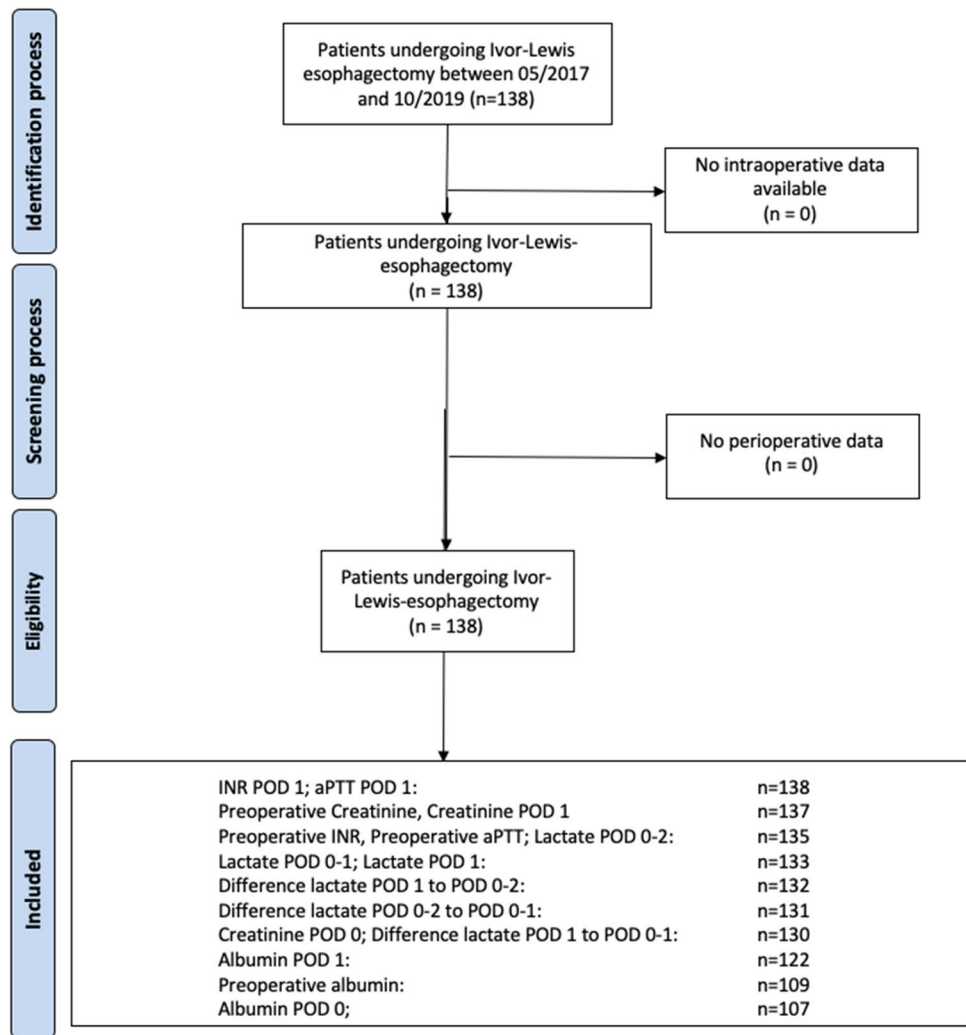 Identification process
Patients undergoing Ivor-Lewis
esophagectomy between 05/2017
and 10/2019 (n=138)
No intraoperative data
available
(n = 0)
Patients undergoing Ivor-Lewis-
esophagectomy
(n = 138)
Screening process
No perioperative data
(n = 0)
Eligibility
Patients undergoing Ivor-
Lewis-esophagectomy
(n = 138)
Included
INR POD 1; aPTT POD 1: n=138
Preoperative Creatinine, Creatinine POD 1 n=137
Preoperative INR, Preoperative aPTT; Lactate POD 0-2: n=135
Lactate POD 0-1; Lactate POD 1: n=133
Difference lactate POD 1 to POD 0-2: n=132
Difference lactate POD 0-2 to POD 0-1: n=131
Creatinine POD 0; Difference lactate POD 1 to POD 0-1: n=130
Albumin POD 1: n=122
Preoperative albumin: n=109
Albumin POD 0; n=107